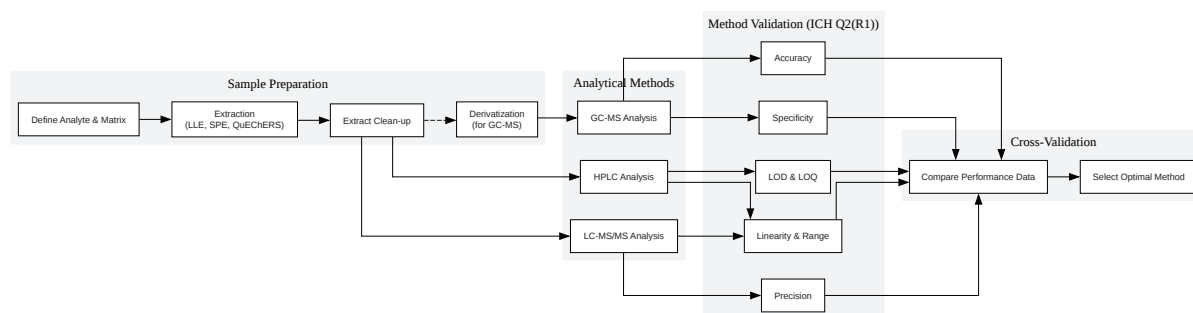 Method Validation (ICH Q2(R1))
Accuracy
Sample Preparation
Analytical Methods
Define Analyte & Matrix
Extraction
(LLE, SPE, QuEChERS)
Extract Clean-up
Derivatization
(for GC-MS)
GC-MS Analysis
Specificity
Cross-Validation
HPLC Analysis
LOD & LOQ
Compare Performance Data
Select Optimal Method
LC-MS/MS Analysis
Linearity & Range
Precision